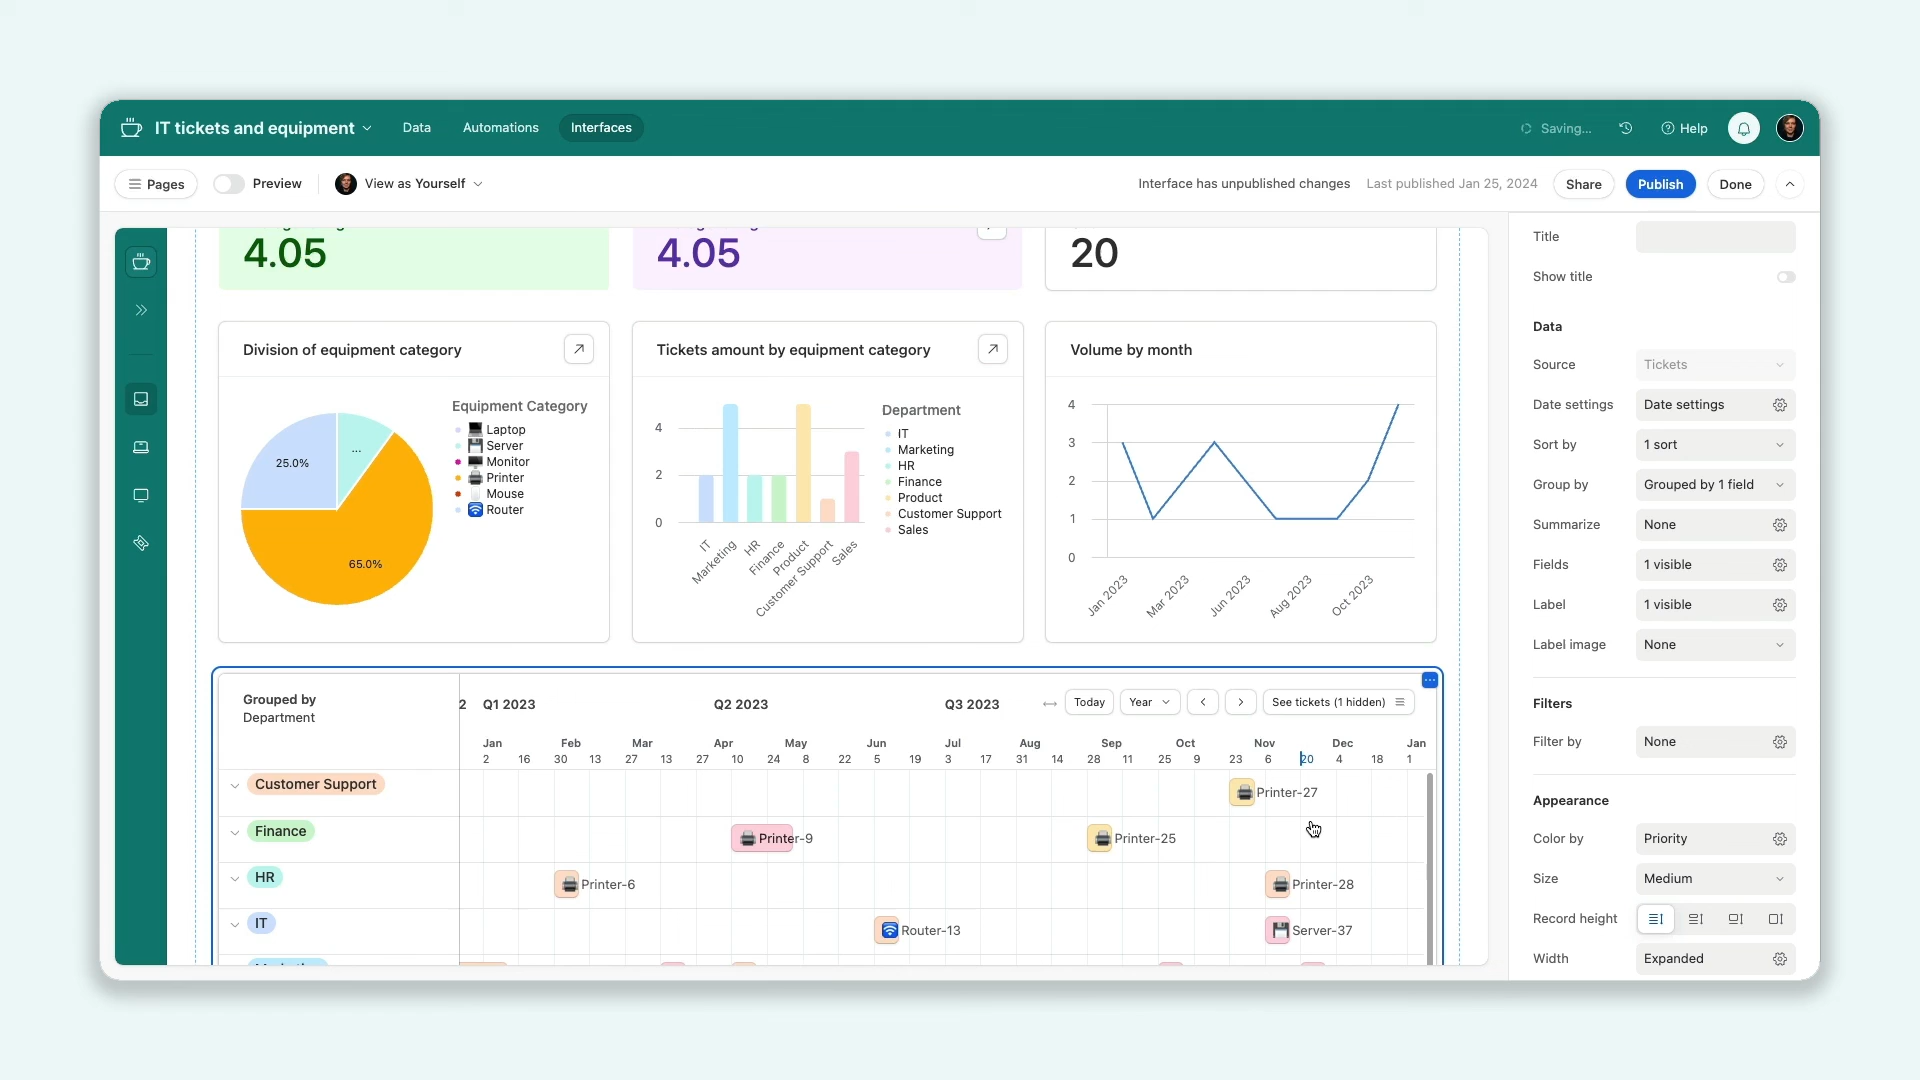 IT tickets and equipment
Data
Automations
Interfaces
Saving...
Help
Pages
Preview
View as Yourself
Interface has unpublished changes
Last published Jan 25, 2024
Share
Publish
Done
4.05
4.05
20
Division of equipment category
25.0%
...
65.0%
Equipment Category
Laptop
Server
Monitor
Printer
Mouse
Router
Tickets amount by equipment category
4
2
0
IT
Marketing
HR
Finance
Product
Customer Support
Sales
Department
IT
Marketing
HR
Finance
Product
Customer Support
Sales
Volume by month
4
3
2
1
0
Jan 2023
Mar 2023
Jun 2023
Aug 2023
Oct 2023
Grouped by
Department
2 Q1 2023 Q2 2023 Q3 2023
Today
Year
See tickets (1 hidden)
Jan Feb Mar Apr May Jun Jul Aug Sep Oct Nov Dec Jan
2 16 30 13 27 13 27 10 24 8 22 5 19 3 17 31 14 28 11 25 9 23 6 20 4 18 1
Customer Support
Printer-27
Finance
Printer-9
Printer-25
HR
Printer-6
Printer-28
IT
Router-13
Server-37
Title
Show title
Data
Source Tickets
Date settings Date settings
Sort by 1 sort
Group by Grouped by 1 field
Summarize None
Fields 1 visible
Label 1 visible
Label image None
Filters
Filter by None
Appearance
Color by Priority
Size Medium
Record height
Width Expanded